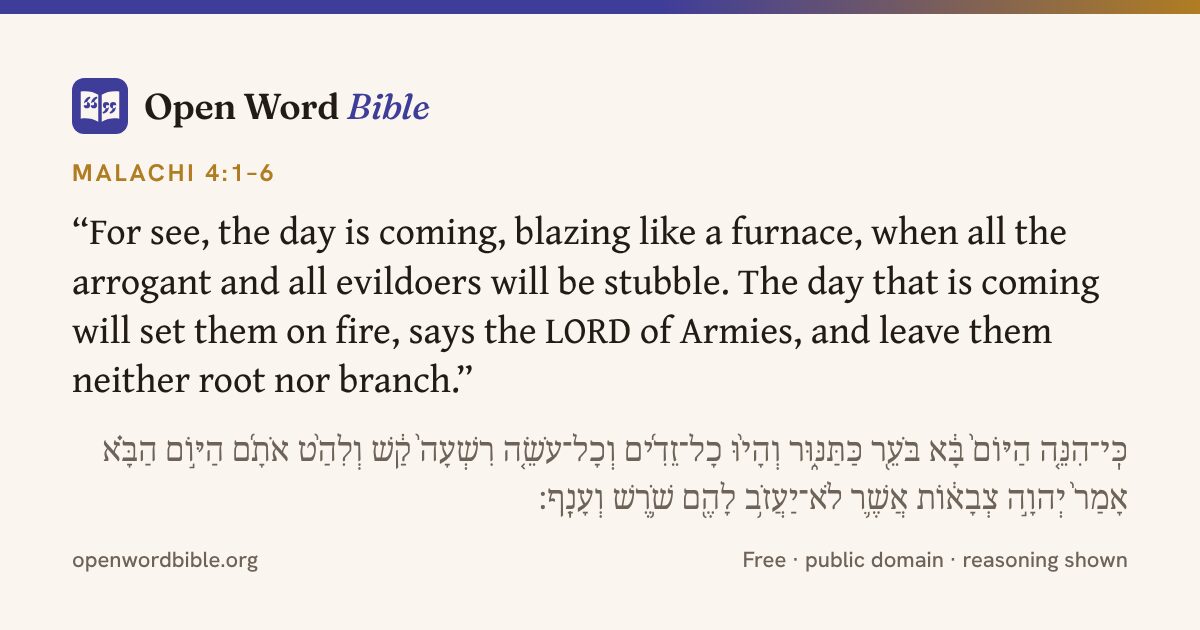 Open Word Bible
MALACHI 4:1–6
“For see, the day is coming, blazing like a furnace, when all the
arrogant and all evildoers will be stubble. The day that is coming
will set them on fire, says the LORD of Armies, and leave them
neither root nor branch.”
כִּֽי־הִנֵּ֤ה הַיּוֹם֙ בָּ֔א בֹּעֵ֖ר כַּתַּנּ֑וּר וְהָי֨וּ כָל־זֵדִ֜ים וְכָל־עֹשֵׂ֤ה רִשְׁעָה֙ קַ֔שׁ וְלִהַ֨ט אֹתָ֜ם הַיּ֣וֹם הַבָּ֗א
אָמַר֙ יְהוָ֣ה צְבָא֔וֹת אֲשֶׁ֛ר לֹא־יַעֲזֹ֥ב לָהֶ֖ם שֹׁ֥רֶשׁ וְעָנָֽף׃
openwordbible.org
Free · public domain · reasoning shown